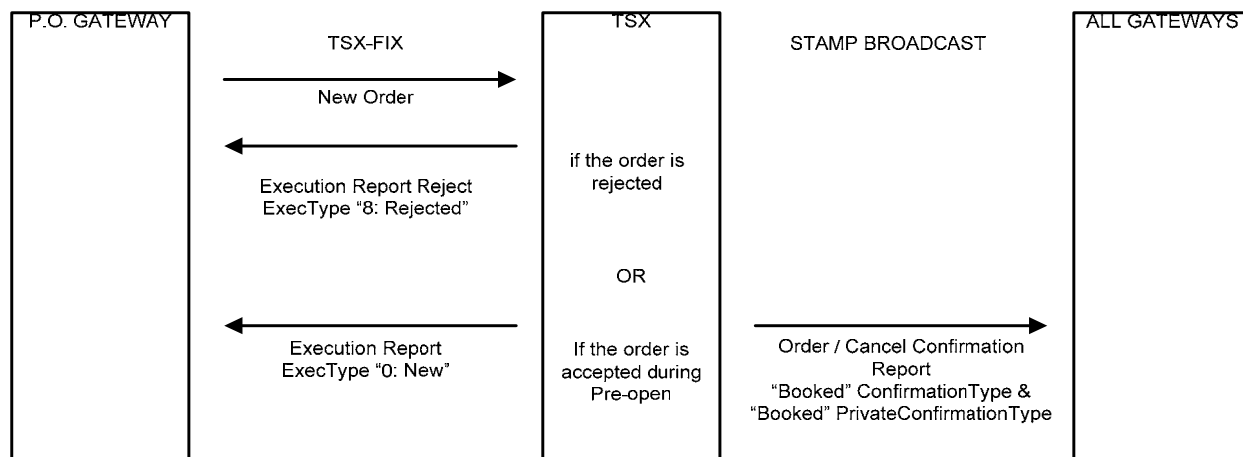 P.O. GATEWAY
TSX
ALL GATEWAYS
TSX-FIX
STAMP BROADCAST
New Order
if the order is
rejected
Execution Report Reject
ExecType “8: Rejected”
OR
Execution Report
ExecType “0: New”
If the order is
accepted during
Pre-open
Order / Cancel Confirmation
Report
“Booked” ConfirmationType &
“Booked” PrivateConfirmationType